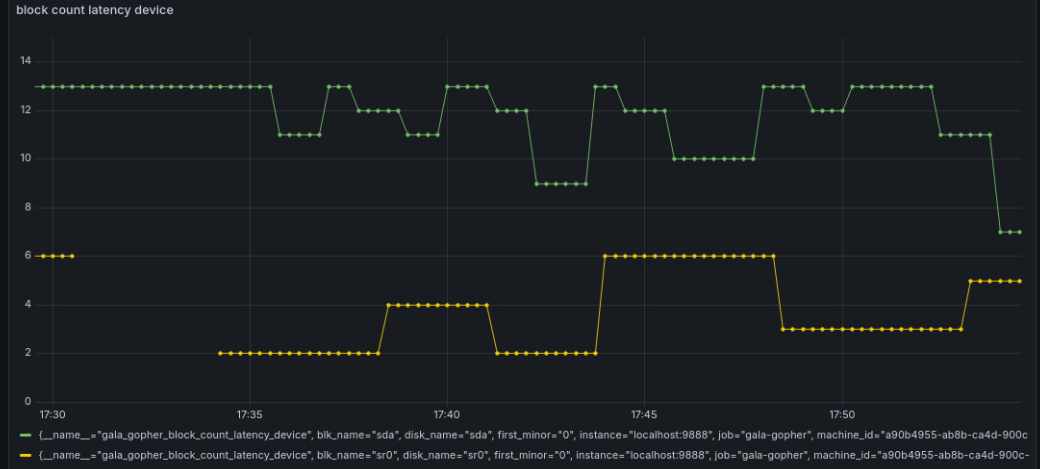 block count latency device
14
12
10
8
6
4
2
0
17:30 17:35 17:40 17:45 17:50
{__name__="gala_gopher_block_count_latency_device", blk_name="sda", disk_name="sda", first_minor="0", instance="localhost:9888", job="gala-gopher", machine_id="a90b4955-ab8b-ca4d-900c
{__name__="gala_gopher_block_count_latency_device", blk_name="sr0", disk_name="sr0", first_minor="0", instance="localhost:9888", job="gala-gopher", machine_id="a90b4955-ab8b-ca4d-900c-